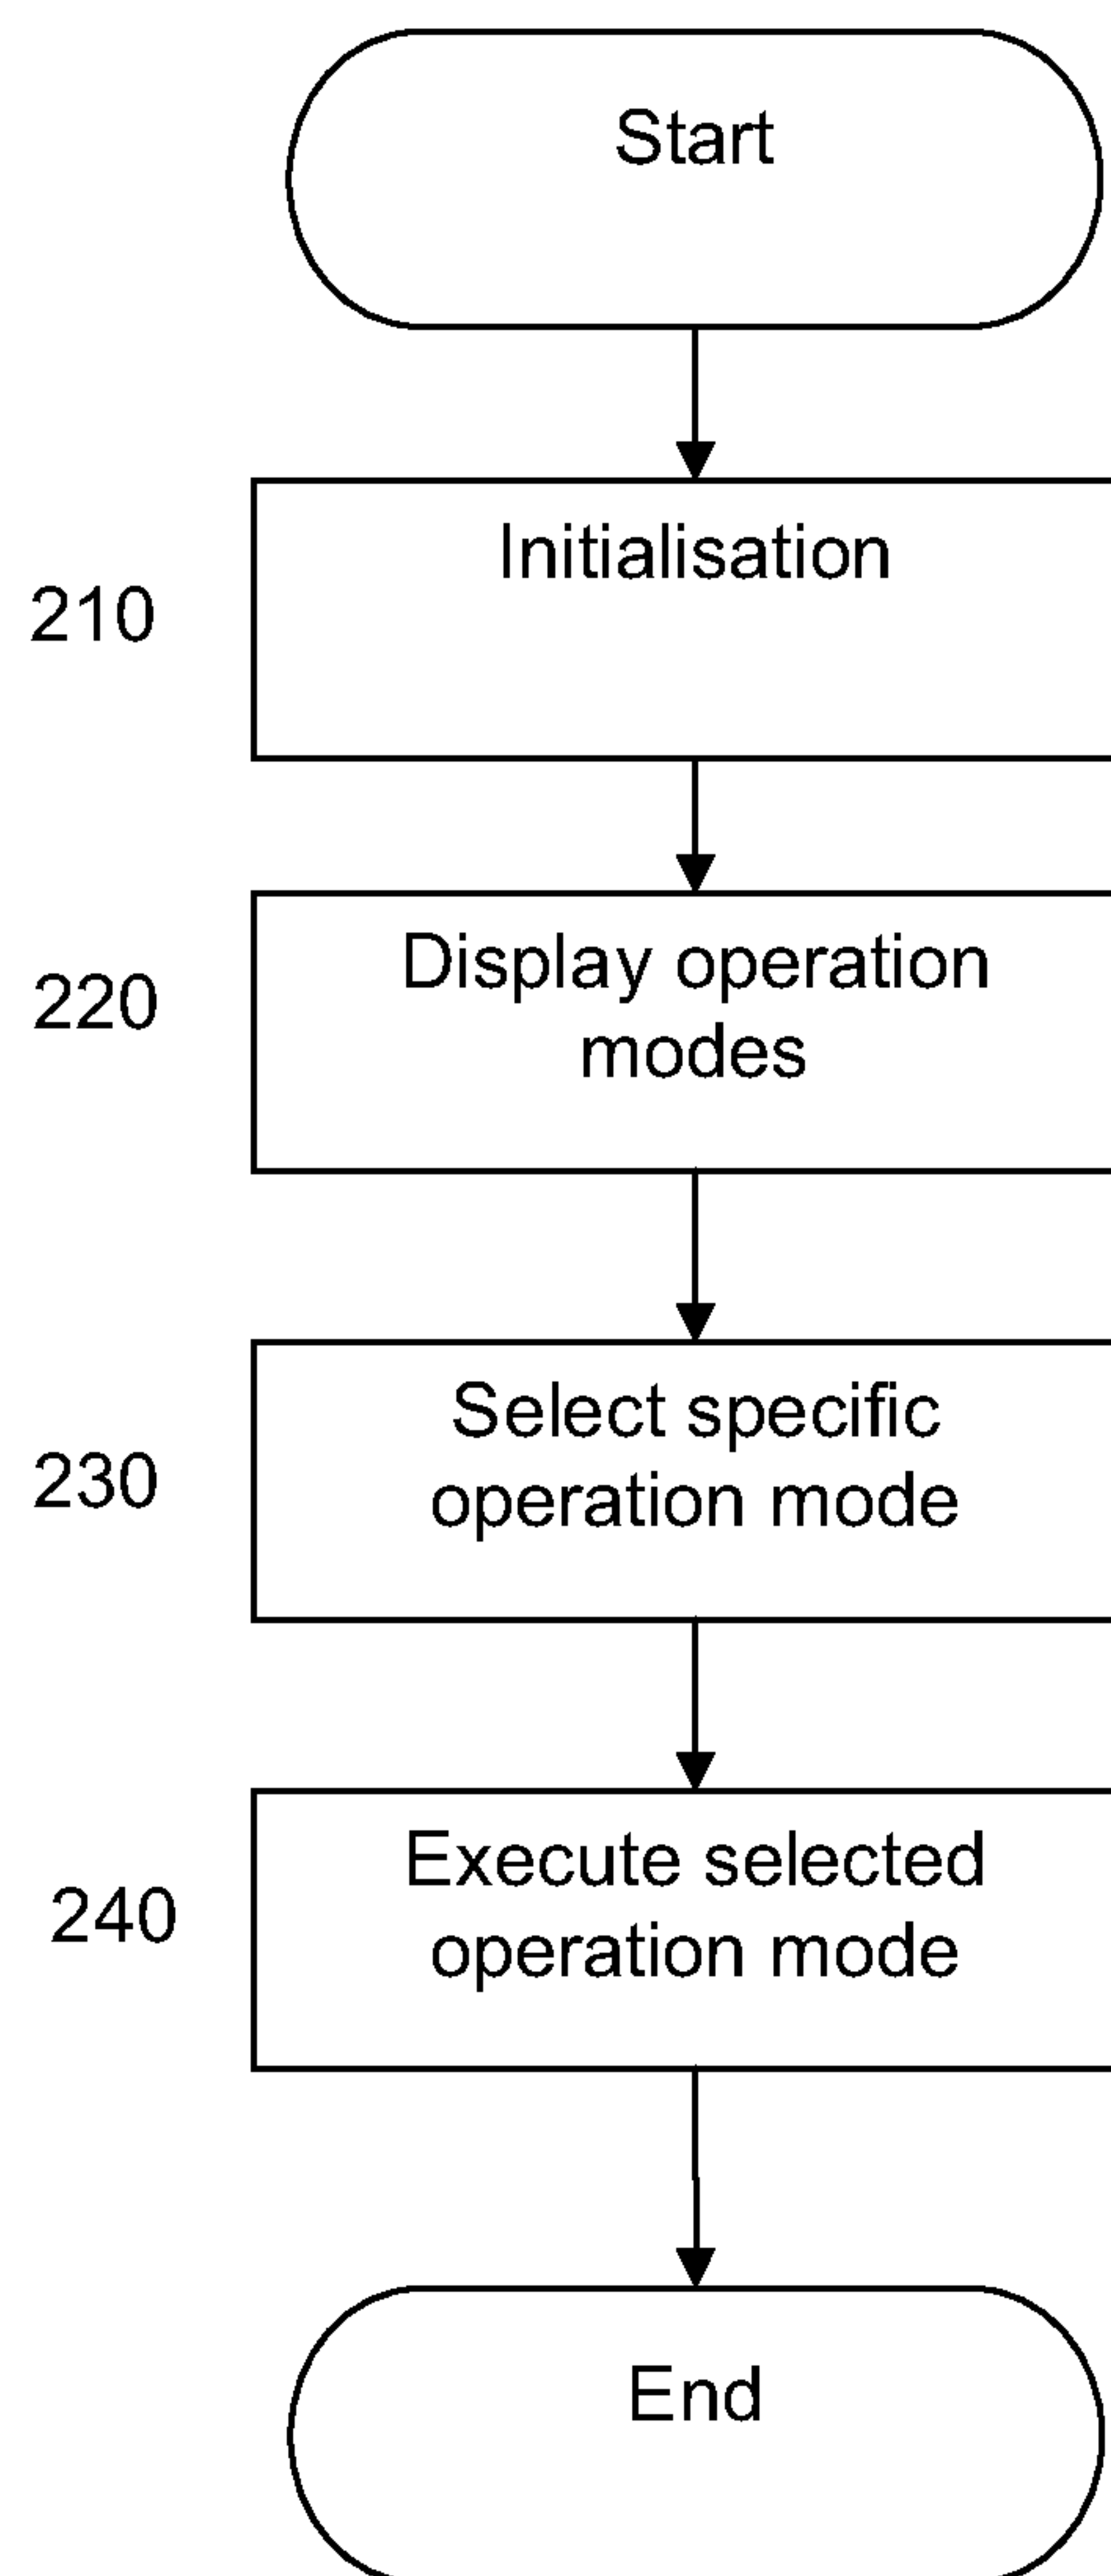 Start
Initialisation
210
Display operation
modes
220
Select specific
operation mode
230
Execute selected
operation mode
240
End